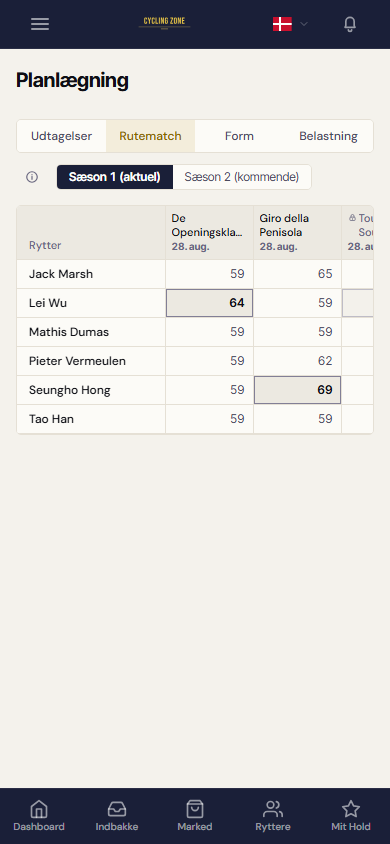 CYCLING ZONE
Planlægning
Udtagelser Rutematch Form Belastning
Sæson 1 (aktuel) Sæson 2 (kommende)
Rytter
De
Openingskla...
28. aug.
Giro della
Penisola
28. aug.
Jack Marsh 59 65
Lei Wu 64 59
Mathis Dumas 59 59
Pieter Vermeulen 59 62
Seungho Hong 59 69
Tao Han 59 59
Dashboard Indbakke Marked Ryttere Mit Hold